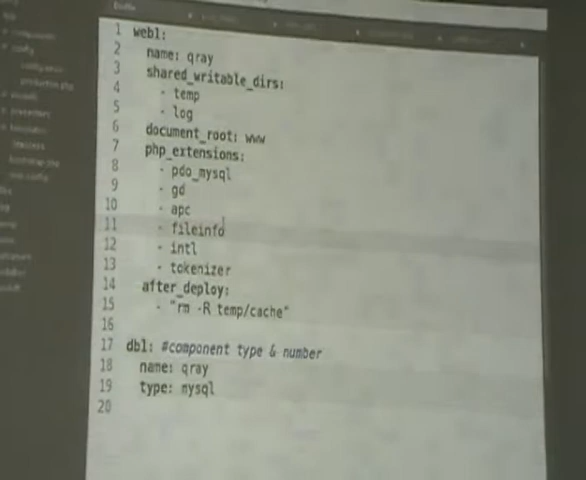 1 web1:
2 name: qray
3 shared_writable_dirs:
4 - temp
5 - log
6 document_root: www
7 php_extensions:
8 - pdo_mysql
9 - gd
10 - apc
11 - fileinfo
12 - intl
13 - tokenizer
14 after_deploy:
15 - "rm -R temp/cache"
16
17 db1: #component type & number
18 name: qray
19 type: mysql
20